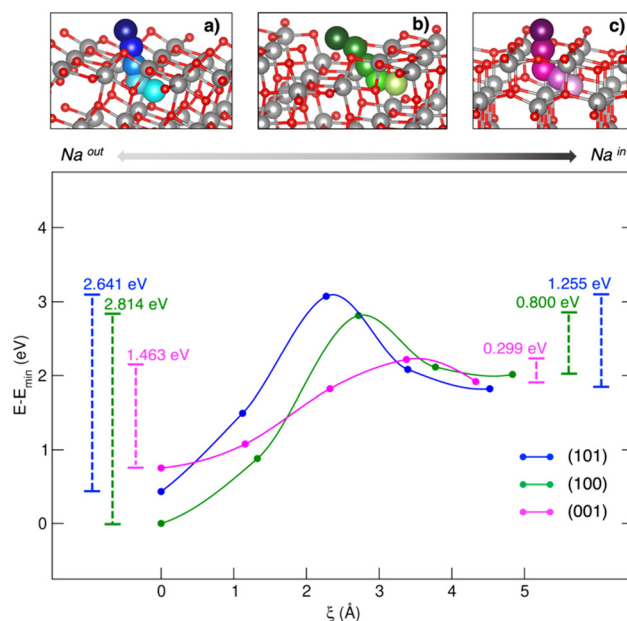 a)
b)
c)
Na out
Na in
4
3
2
1
0
E-Emin (eV)
2.641 eV
2.814 eV
1.463 eV
1.255 eV
0.800 eV
0.299 eV
(101)
(100)
(001)
0 1 2 3 4 5
ξ (Å)